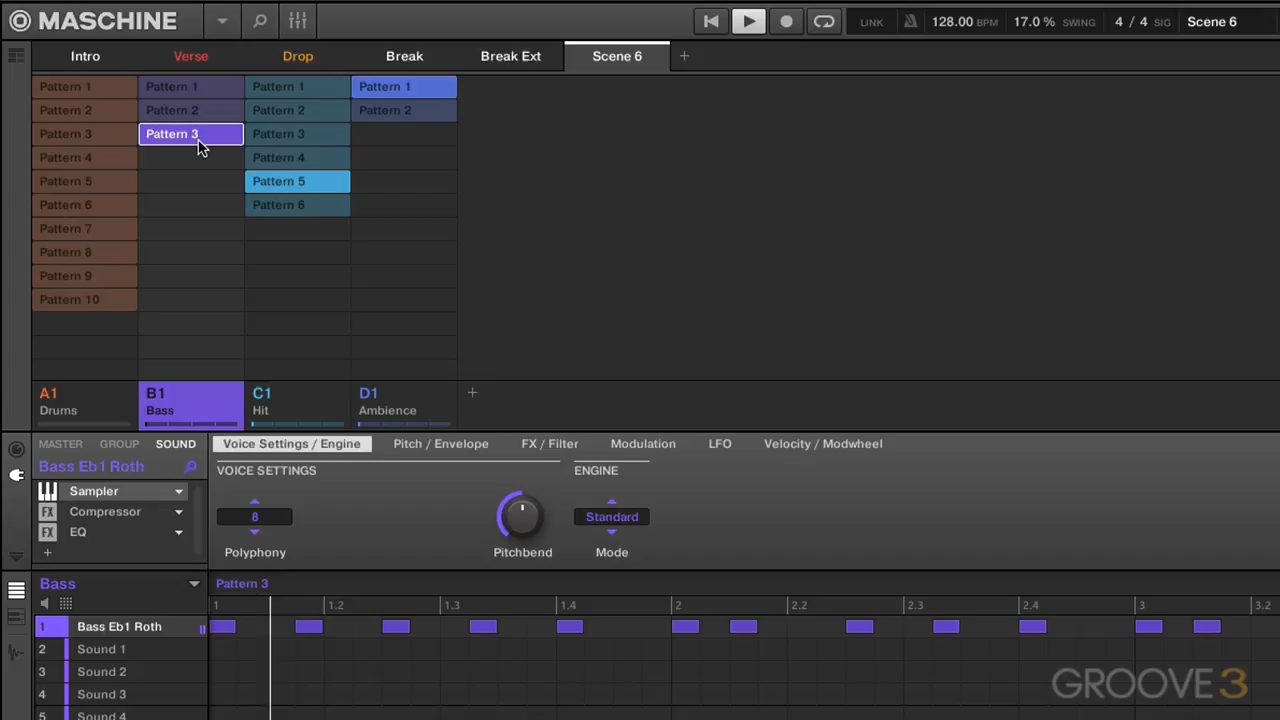 MASCHINE
LINK
128.00 BPM
17.0 % SWING
4 / 4 SIG
Scene 6
Intro
Verse
Drop
Break
Break Ext
Scene 6
+
Pattern 1
Pattern 1
Pattern 1
Pattern 1
Pattern 2
Pattern 2
Pattern 2
Pattern 2
Pattern 3
Pattern 3
Pattern 3
Pattern 4
Pattern 4
Pattern 5
Pattern 5
Pattern 6
Pattern 6
Pattern 7
Pattern 8
Pattern 9
Pattern 10
A1
B1
C1
D1
+
Drums
Bass
Hit
Ambience
MASTER
GROUP
SOUND
Voice Settings / Engine
Pitch / Envelope
FX / Filter
Modulation
LFO
Velocity / Modwheel
Bass Eb1 Roth
VOICE SETTINGS
ENGINE
Sampler
FX Compressor
FX EQ
+
8
Standard
Polyphony
Pitchbend
Mode
Bass
Pattern 3
1
1.2
1.3
1.4
2
2.2
2.3
2.4
3
3.2
1 Bass Eb1 Roth
2 Sound 1
3 Sound 2
4 Sound 3
5 Sound 4
GROOVE3